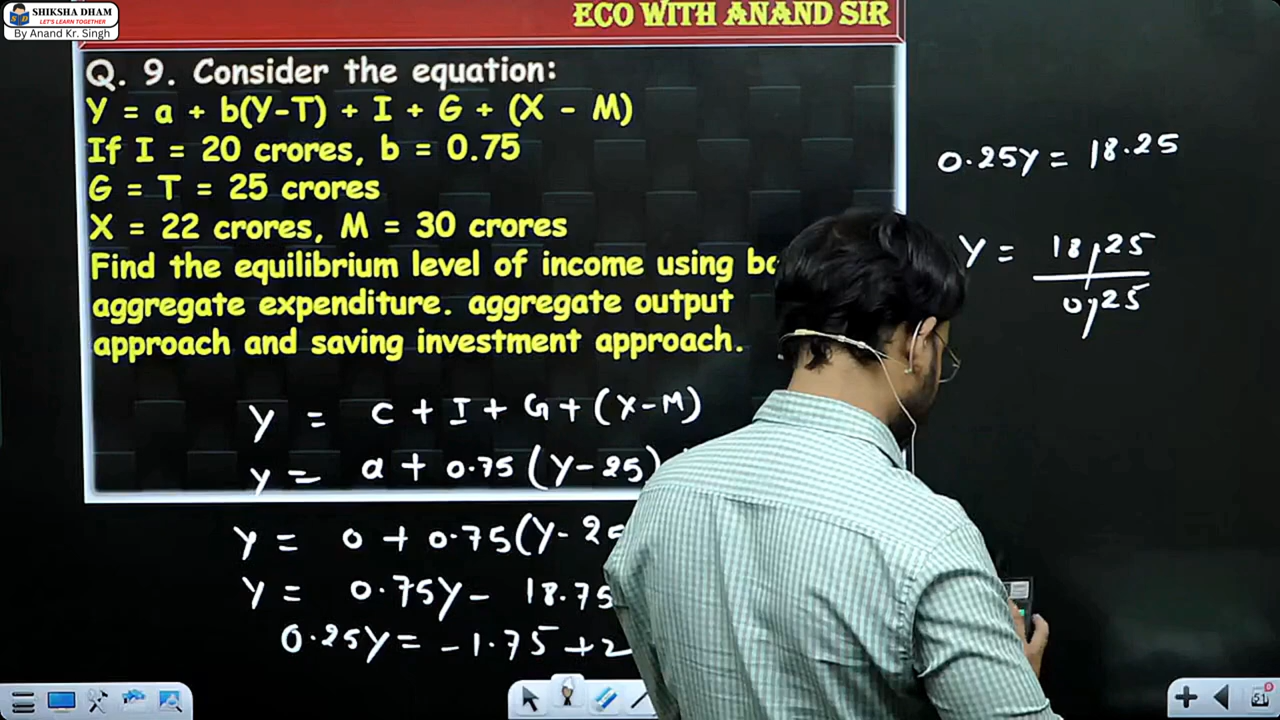 SHIKSHA DHAM
LET'S LEARN TOGETHER
By Anand Kr. Singh
ECO WITH ANAND SIR
Q. 9. Consider the equation:
Y = a + b(Y-T) + I + G + (X - M)
If I = 20 crores, b = 0.75
G = T = 25 crores
X = 22 crores, M = 30 crores
Find the equilibrium level of income using
aggregate expenditure. aggregate output
approach and saving investment approach.
Y = C + I + G + (X-M)
Y = a + 0.75 (Y-25)
Y = 0 + 0.75(Y-25
Y = 0.75Y - 18.75
0.25Y = -1.75 + 2
0.25Y = 18.25
Y = 18.25
0.25
51